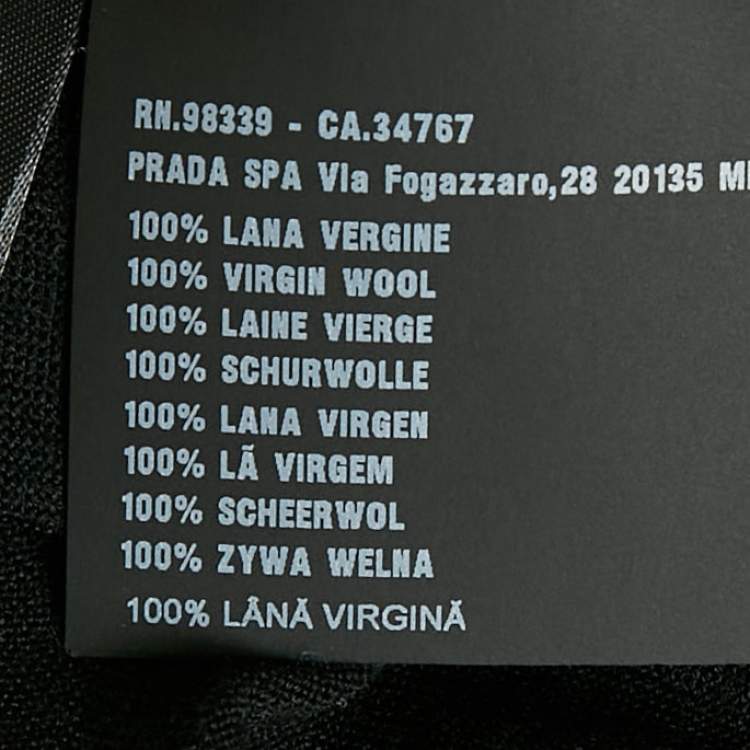 RN.98339 - CA.34767
PRADA SPA Via Fogazzaro,28 20135
100% LANA VERGINE
100% VIRGIN WOOL
100% LAINE VIERGE
100% SCHURWOLLE
100% LANA VIRGEN
100% LÃ VIRGEM
100% SCHEERWOL
100% ZYWA WELNA
100% LÂNĂ VIRGINĂ